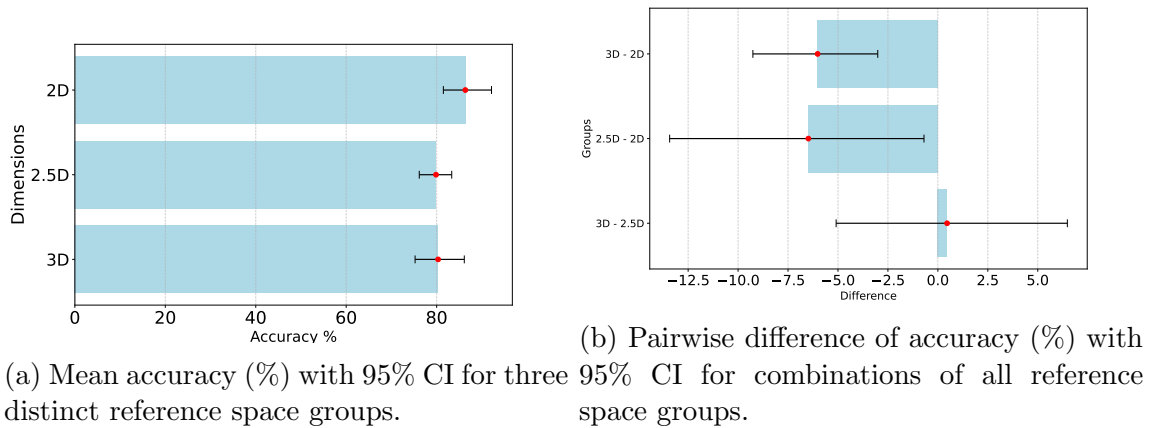 2D
2.5D
3D
Dimensions
0 20 40 60 80
Accuracy %
(a) Mean accuracy (%) with 95% CI for three
distinct reference space groups.
3D - 2D
2.5D - 2D
3D - 2.5D
Groups
−12.5 −10.0 −7.5 −5.0 −2.5 0.0 2.5 5.0
Difference
(b) Pairwise difference of accuracy (%) with
95% CI for combinations of all reference
space groups.